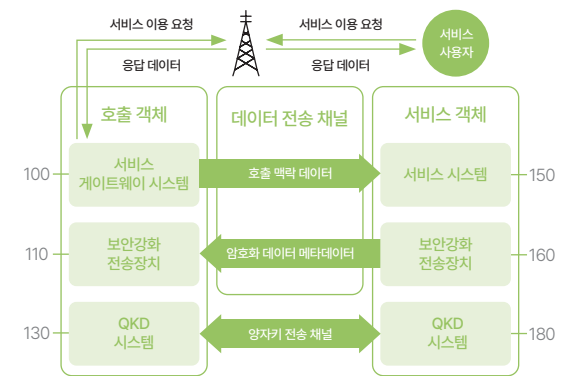 서비스 이용 요청
서비스 이용 요청
서비스
사용자
응답 데이터
응답 데이터
호출 객체
데이터 전송 채널
서비스 객체
100
서비스
게이트웨이 시스템
호출 맥락 데이터
서비스 시스템
150
110
보안강화
전송장치
암호화 데이터 메타데이터
보안강화
전송장치
160
130
QKD
시스템
양자키 전송 채널
QKD
시스템
180